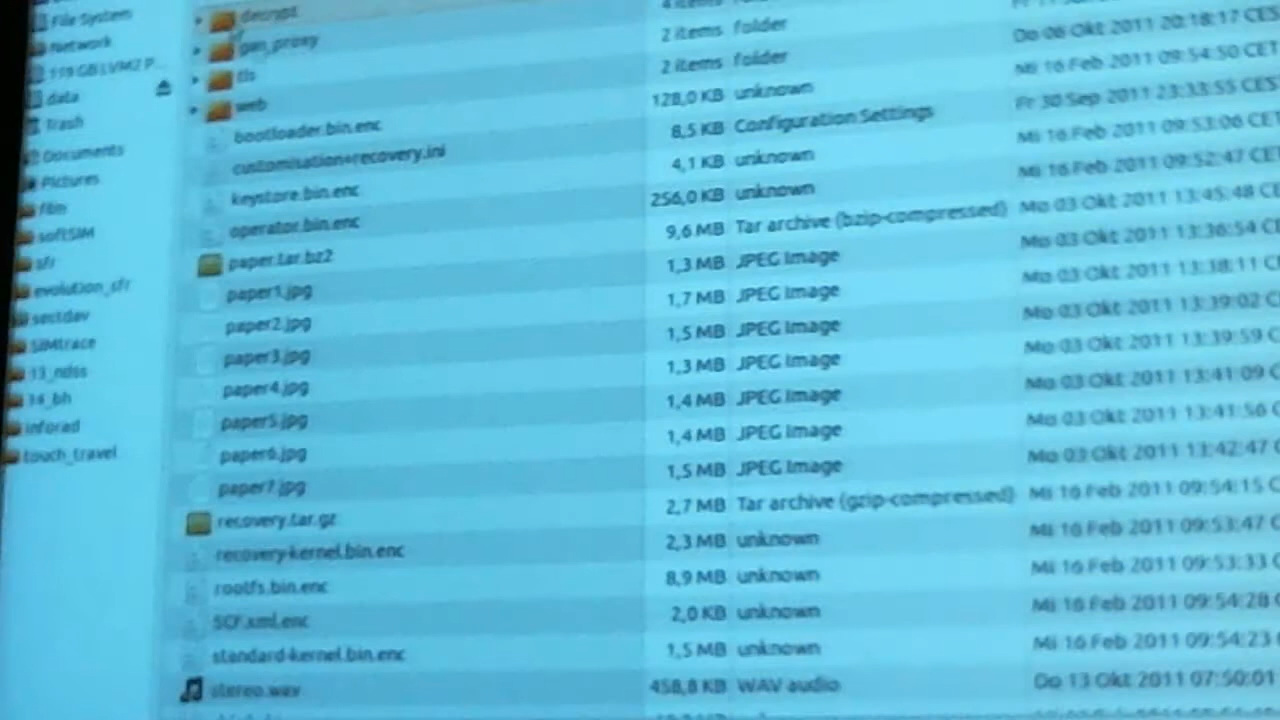 File System
Network
119 GB LVM2 P...
data
Trash
Documents
Pictures
film
softSIM
sfr
evolution_sfr
sectdev
SIMtrace
13_ndss
14_bh
inforad
touch_travel
decrypt
gan_proxy 4 items
tls 2 items folder
web 2 items folder Do 06 Okt 2011 20:18:17 CES
bootloader.bin.enc 128,0 KB unknown Mi 16 Feb 2011 09:54:50 CET
customisation+recovery.ini 8,5 KB Configuration Settings Fr 30 Sep 2011 23:33:55 CES
keystore.bin.enc 4,1 KB unknown Mi 16 Feb 2011 09:53:06 CET
operator.bin.enc 256,0 KB unknown Mi 16 Feb 2011 09:52:47 CET
paper.tar.bz2 9,6 MB Tar archive (bzip-compressed) Mo 03 Okt 2011 13:45:48 CE
paper1.jpg 1,3 MB JPEG Image Mo 03 Okt 2011 13:36:54 CE
paper2.jpg 1,7 MB JPEG Image Mo 03 Okt 2011 13:38:11 C
paper3.jpg 1,5 MB JPEG Image Mo 03 Okt 2011 13:39:02 C
paper4.jpg 1,3 MB JPEG Image Mo 03 Okt 2011 13:39:59 C
paper5.jpg 1,4 MB JPEG Image Mo 03 Okt 2011 13:41:09 C
paper6.jpg 1,4 MB JPEG Image Mo 03 Okt 2011 13:41:56 C
paper7.jpg 1,5 MB JPEG Image Mo 03 Okt 2011 13:42:47 C
recovery.tar.gz 2,7 MB Tar archive (gzip-compressed) Mi 16 Feb 2011 09:54:15 C
recovery-kernel.bin.enc 2,3 MB unknown Mi 16 Feb 2011 09:53:47 C
rootfs.bin.enc 8,9 MB unknown Mi 16 Feb 2011 09:53:33 C
SCF.xml.enc 2,0 KB unknown Mi 16 Feb 2011 09:54:28 C
standard-kernel.bin.enc 1,5 MB unknown Mi 16 Feb 2011 09:54:23 C
stereo.wav 458,8 KB WAV audio Do 13 Okt 2011 07:50:01